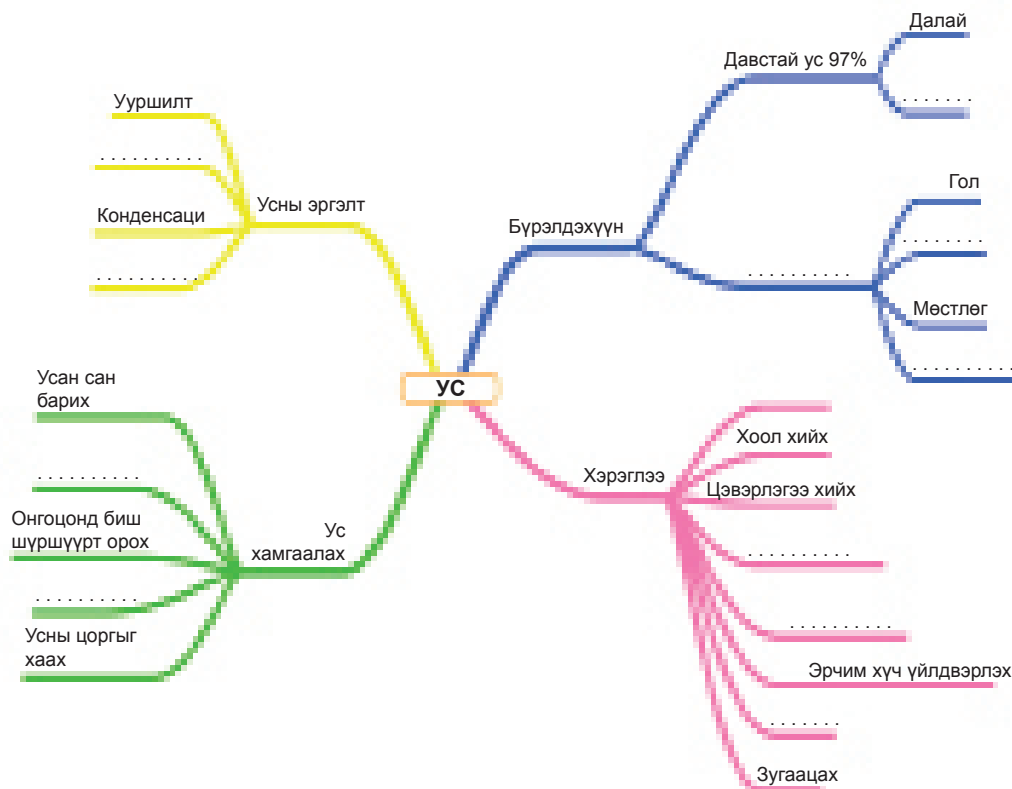 Далай
Давстай ус 97%
. . . . . . .
Ууршилт
. . . . . . . . . .
Конденсаци
Усны эргэлт
. . . . . . . . . .
Гол
Бүрэлдэхүүн
. . . . . . . .
. . . . . . . . . .
Мөстлөг
. . . . . . . . . .
УС
Усан сан
барих
. . . . . . . . . .
Онгоцонд биш
шүршүүрт орох
. . . . . . . . . .
Усны цоргыг
хаах
Ус
хамгаалах
Хоол хийх
Хэрэглээ
Цэвэрлэгээ хийх
. . . . . . . . . .
. . . . . . . . . .
Эрчим хүч үйлдвэрлэх
. . . . . . .
Зугаацах